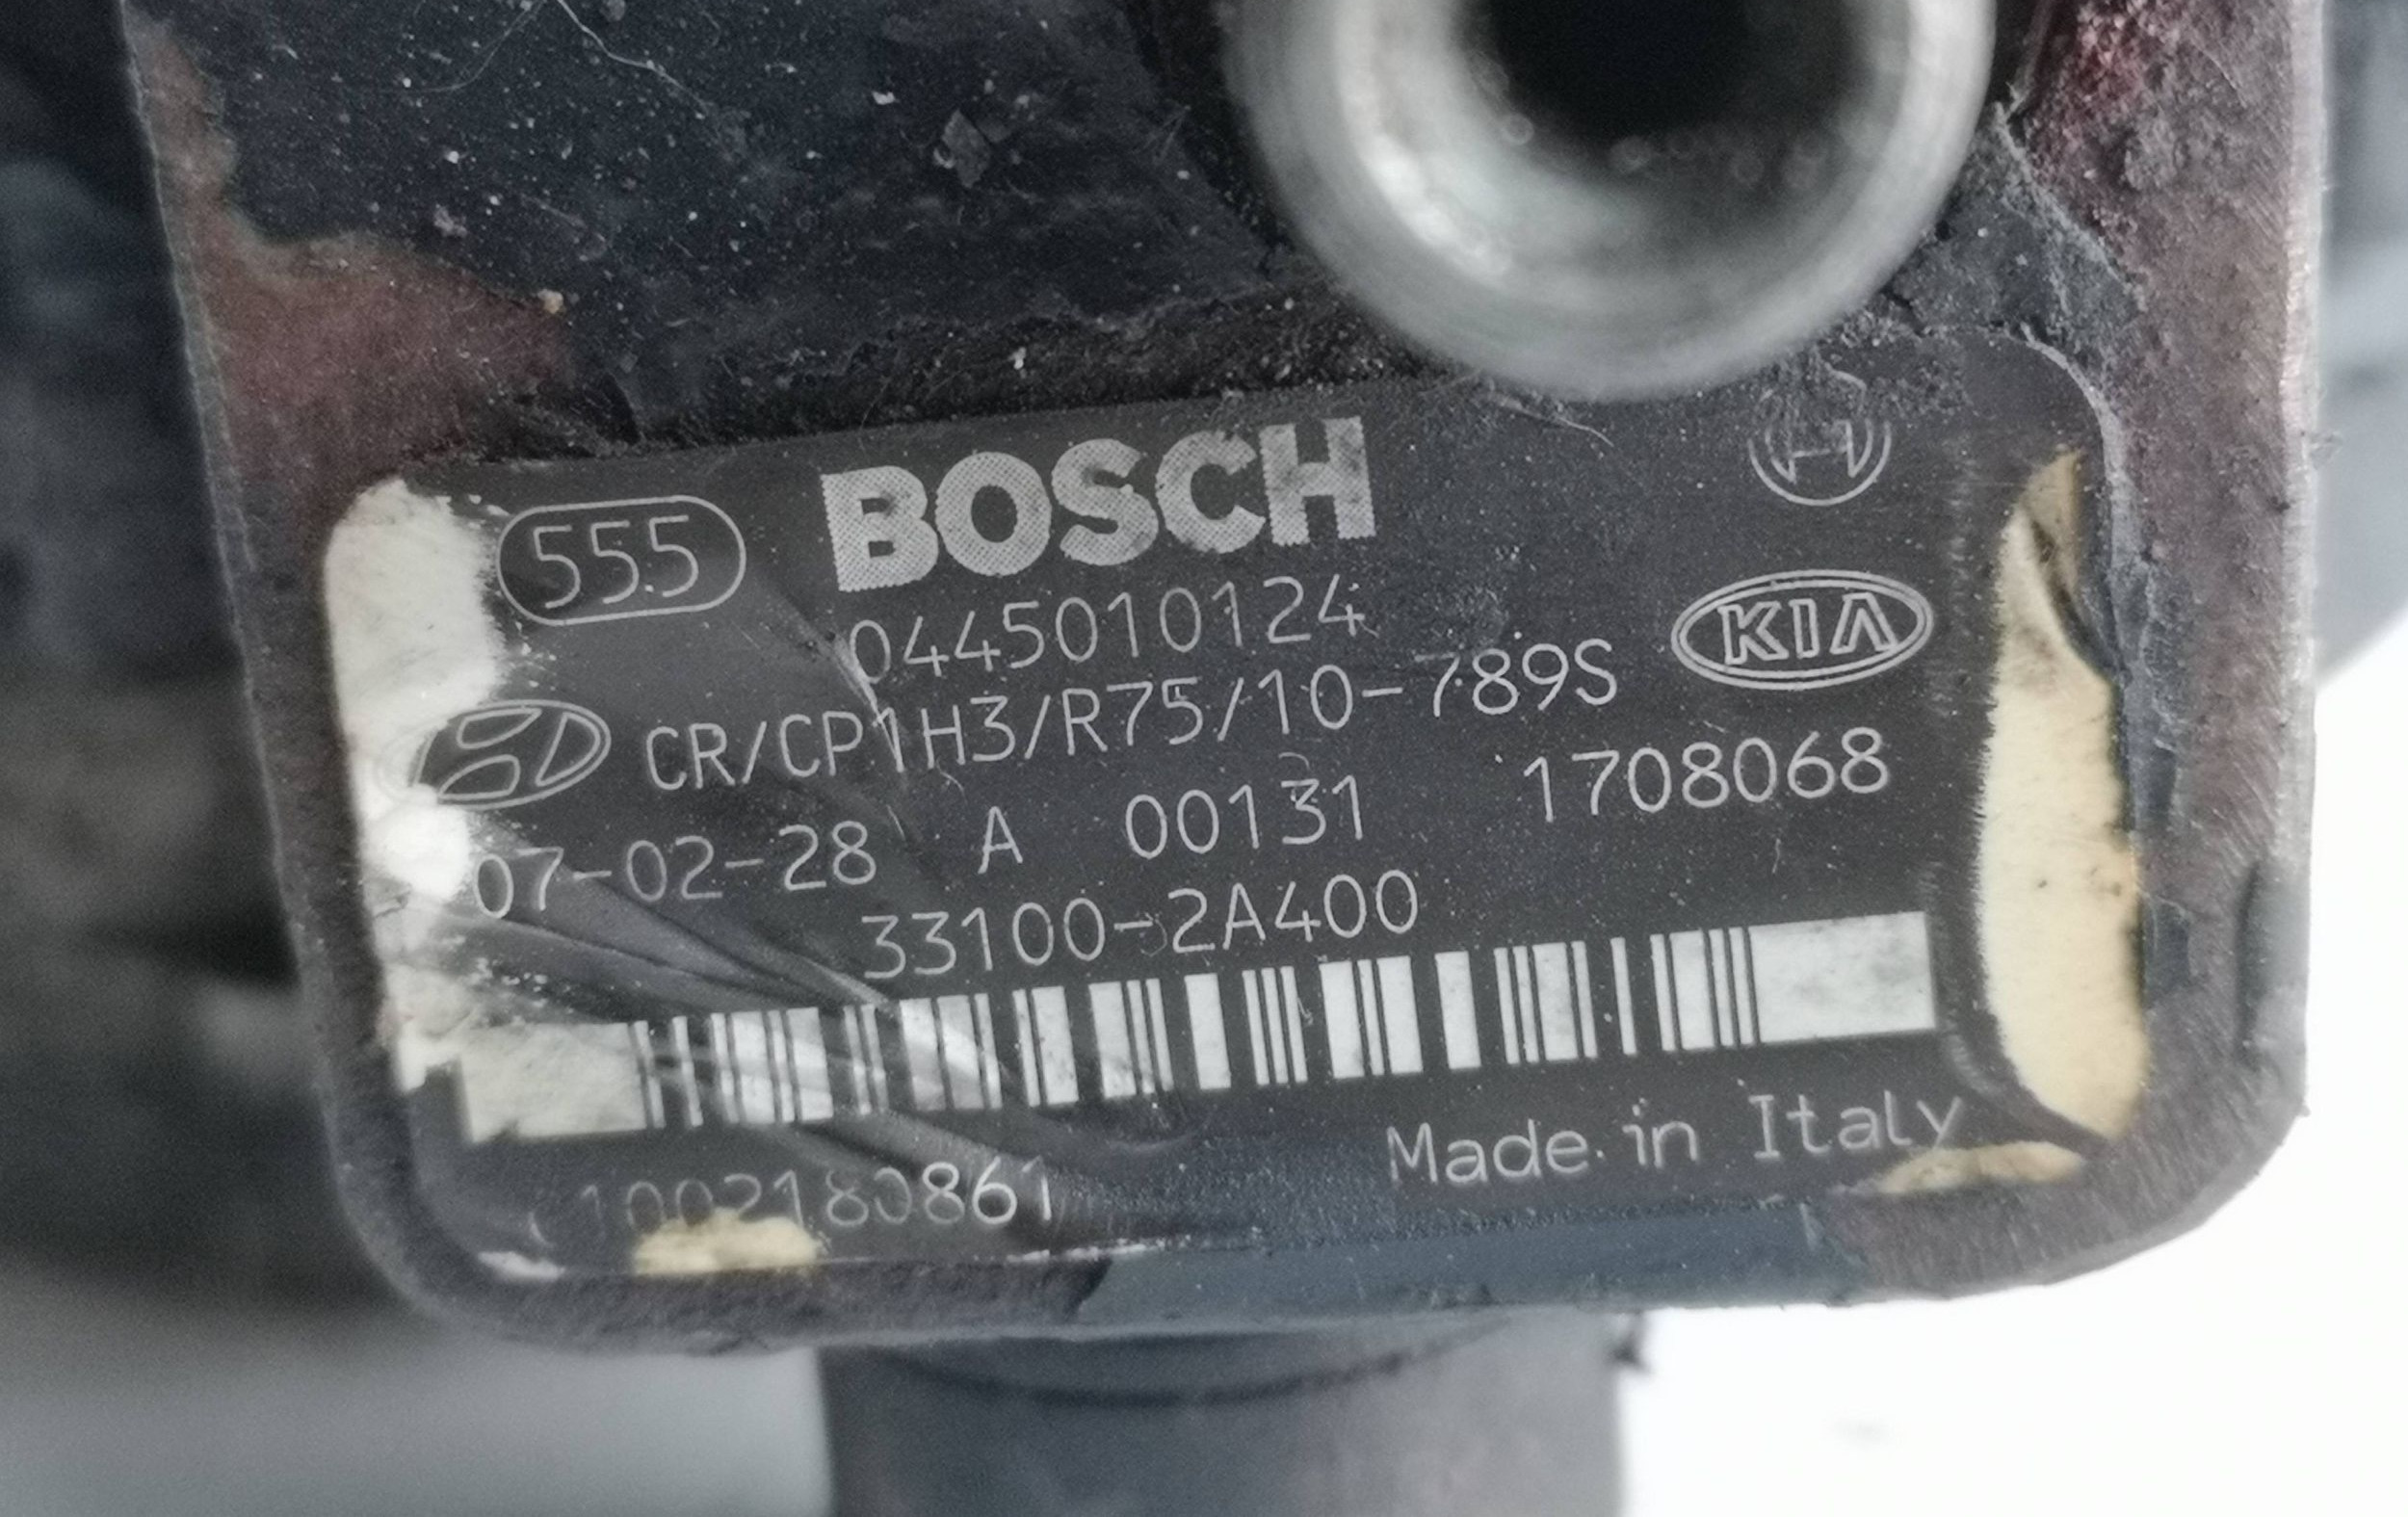 555 BOSCH
0445010124
KIA
CR/CP1H3/R75/10-789S
07-02-28 A 00131 1708068
33100-2A400
Made in Italy